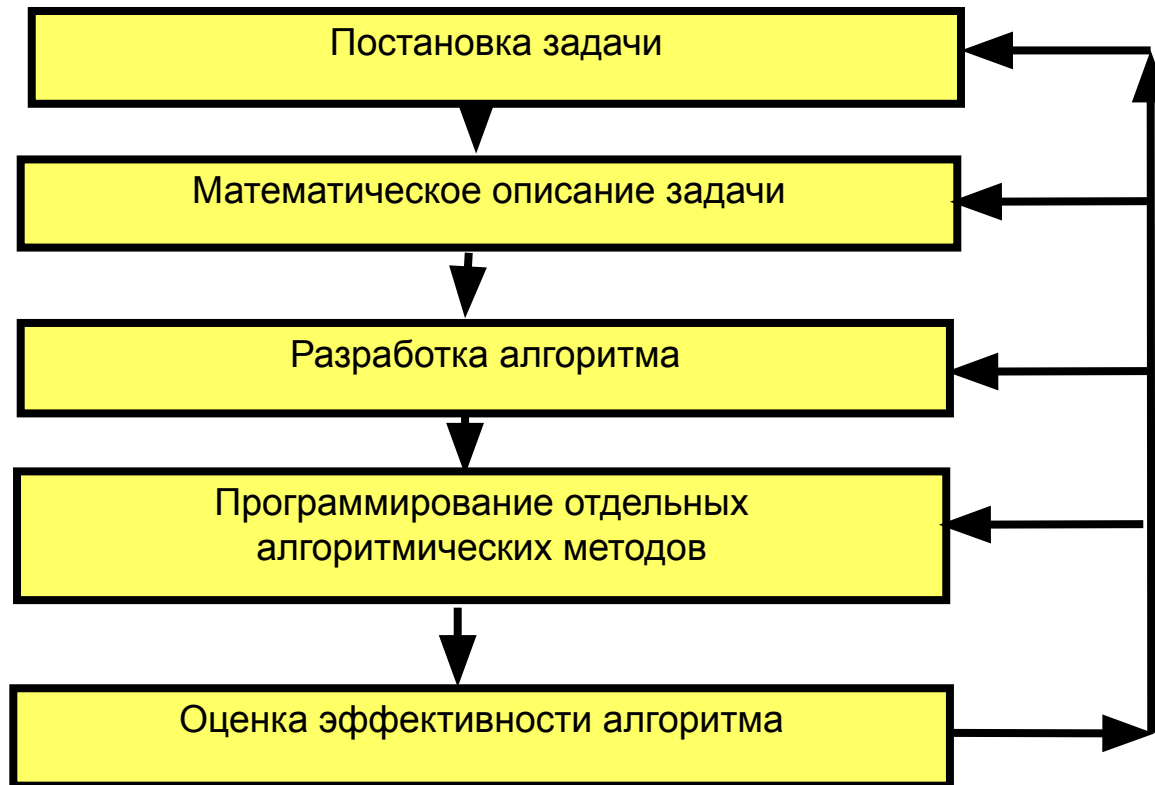 Постановка задачи
Математическое описание задачи
Разработка алгоритма
Программирование отдельных
алгоритмических методов
Оценка эффективности алгоритма